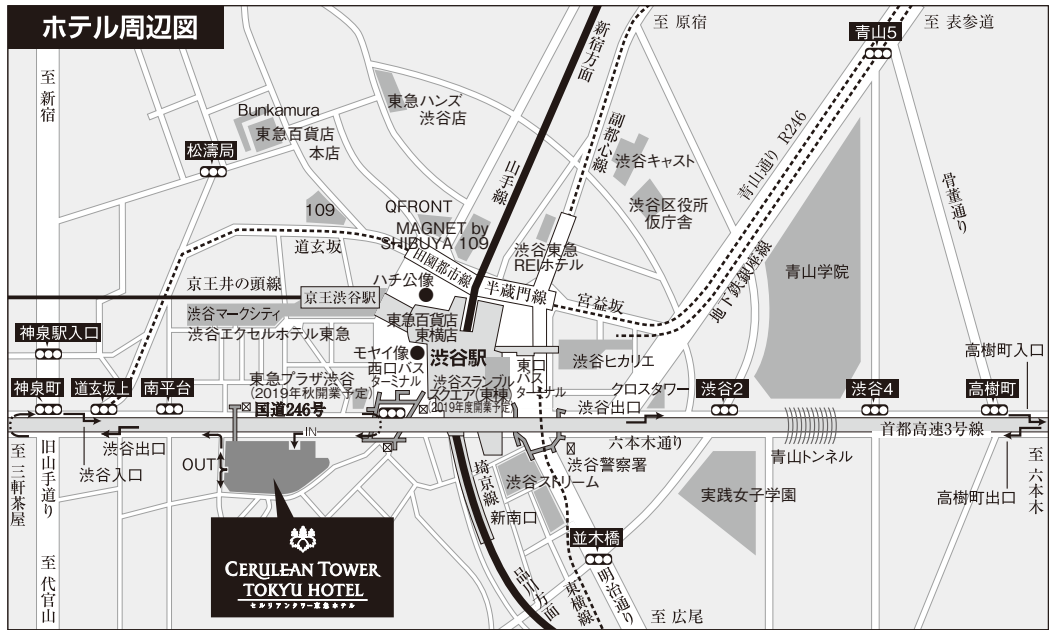 ホテル周辺図
至 新宿
新宿方面
至 原宿
青山5
至 表参道
Bunkamura
東急百貨店
本店
東急ハンズ
渋谷店
松濤局
山手線
副都心線
渋谷キャスト
青山通り R246
骨董通り
渋谷区役所
仮庁舎
109
QFRONT
MAGNET by
SHIBUYA 109
道玄坂
田園都市線
渋谷東急
REIホテル
地下鉄銀座線
青山学院
京王井の頭線
京王渋谷駅
ハチ公像
半蔵門線
宮益坂
渋谷マークシティ
渋谷エクセルホテル東急
東急百貨店
東横店
神泉駅入口
モヤイ像
渋谷駅
渋谷ヒカリエ
高樹町入口
西口バス
ターミナル
東口
バス
ターミナル
東急プラザ渋谷
(2019年秋開業予定)
渋谷スランブル
スクエア(東棟)
(2019年度開業予定)
クロスタワー
神泉町
道玄坂上
南平台
国道246号
渋谷出口
渋谷2
渋谷4
高樹町
IN
OUT
渋谷出口
渋谷入口
六本木通り
首都高速3号線
青山トンネル
渋谷警察署
至 三軒茶屋
旧山手通り
埼京線
渋谷ストリーム
新南口
実践女子学園
高樹町出口
至 六本木
並木橋
CERULEAN TOWER
TOKYU HOTEL
セルリアンタワー東急ホテル
至 代官山
品川方面
東横線
明治通り
至 広尾